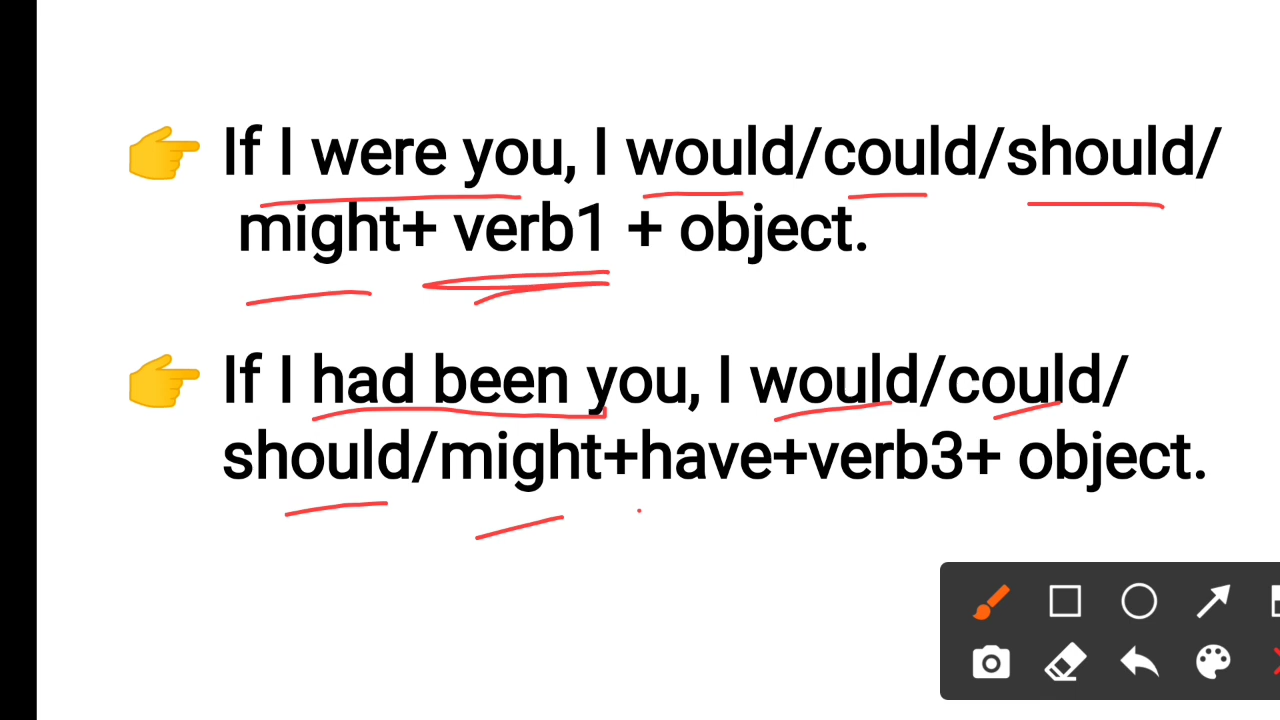 👉 If I were you, I would/could/should/
might+ verb1 + object.
👉 If I had been you, I would/could/
should/might+have+verb3+ object.